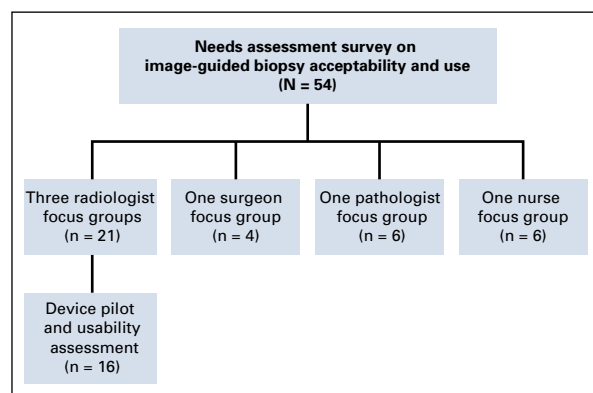 Needs assessment survey on
image-guided biopsy acceptability and use
(N = 54)
Three radiologist
focus groups
(n = 21)
One surgeon
focus group
(n = 4)
One pathologist
focus group
(n = 6)
One nurse
focus group
(n = 6)
Device pilot
and usability
assessment
(n = 16)